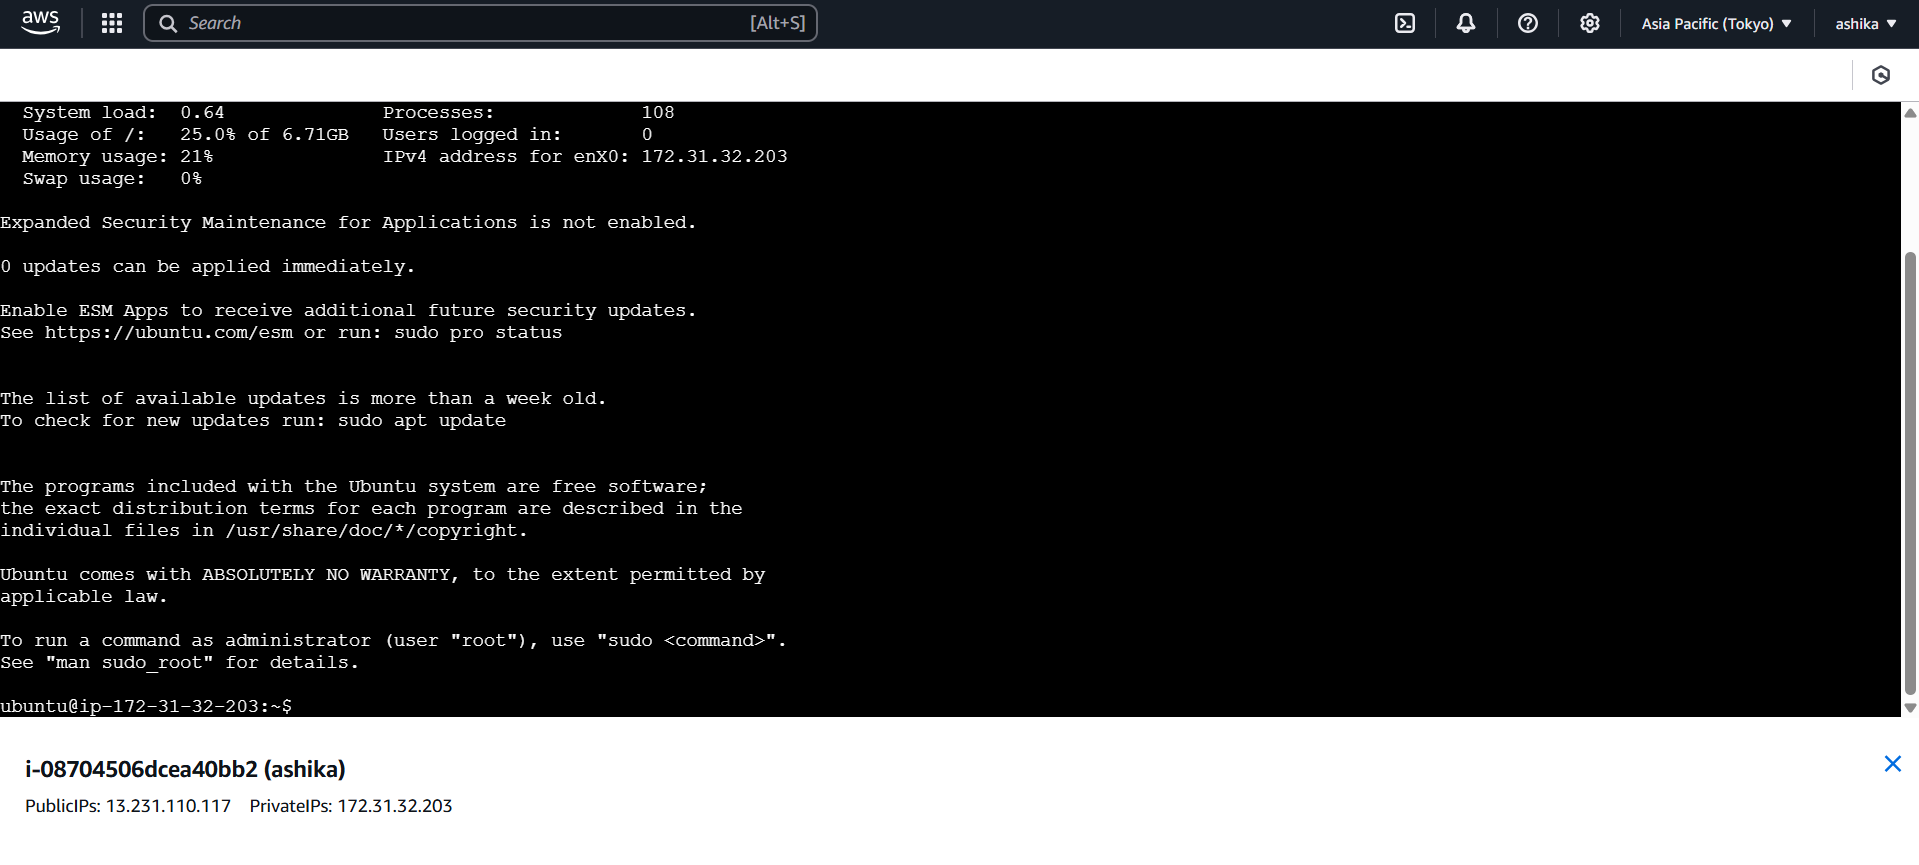 aws
Search [Alt+S]
Asia Pacific (Tokyo)
ashika
System load: 0.64 Processes: 108
Usage of /: 25.0% of 6.71GB Users logged in: 0
Memory usage: 21% IPv4 address for enX0: 172.31.32.203
Swap usage: 0%
Expanded Security Maintenance for Applications is not enabled.
0 updates can be applied immediately.
Enable ESM Apps to receive additional future security updates.
See https://ubuntu.com/esm or run: sudo pro status
The list of available updates is more than a week old.
To check for new updates run: sudo apt update
The programs included with the Ubuntu system are free software;
the exact distribution terms for each program are described in the
individual files in /usr/share/doc/*/copyright.
Ubuntu comes with ABSOLUTELY NO WARRANTY, to the extent permitted by
applicable law.
To run a command as administrator (user "root"), use "sudo <command>".
See "man sudo_root" for details.
ubuntu@ip-172-31-32-203:~$
i-08704506dcea40bb2 (ashika)
PublicIPs: 13.231.110.117 PrivateIPs: 172.31.32.203